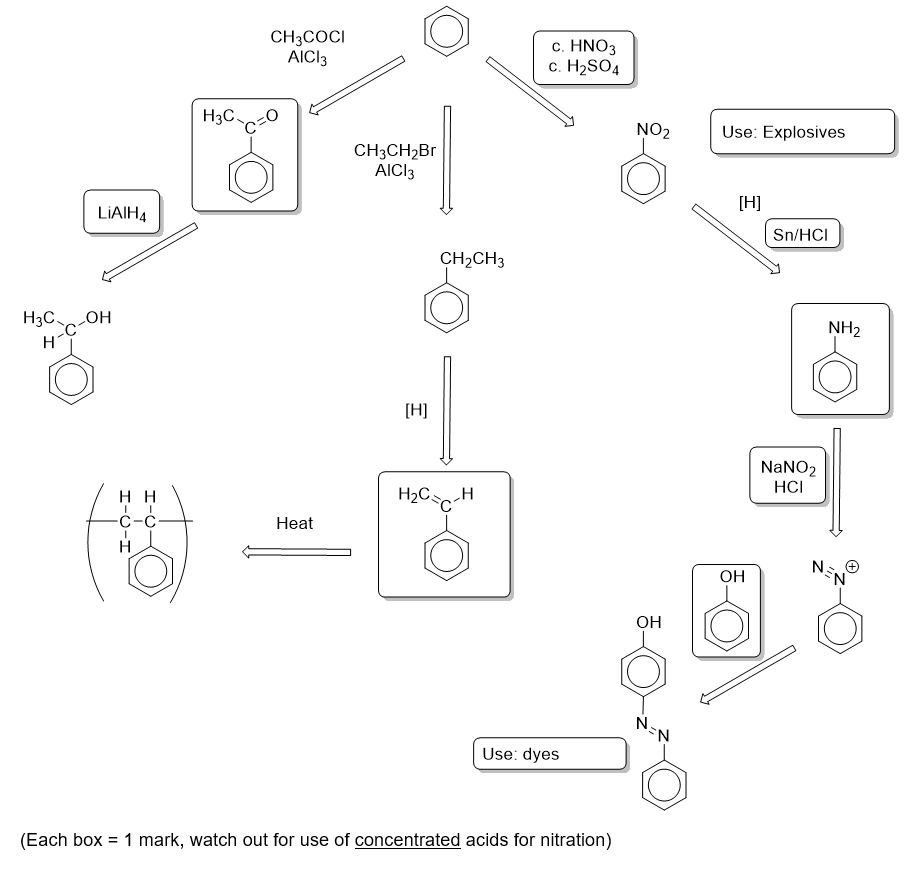 CH3COCl
AlCl3
c. HNO3
c. H2SO4
H3C
C
O
CH3CH2Br
AlCl3
NO2
Use: Explosives
LiAlH4
[H]
Sn/HCl
CH2CH3
H3C
OH
C
H
NH2
[H]
NaNO2
HCl
H2C
H
C
H H
C C
H
Heat
N
N
+
OH
OH
N
N
Use: dyes
(Each box = 1 mark, watch out for use of concentrated acids for nitration)